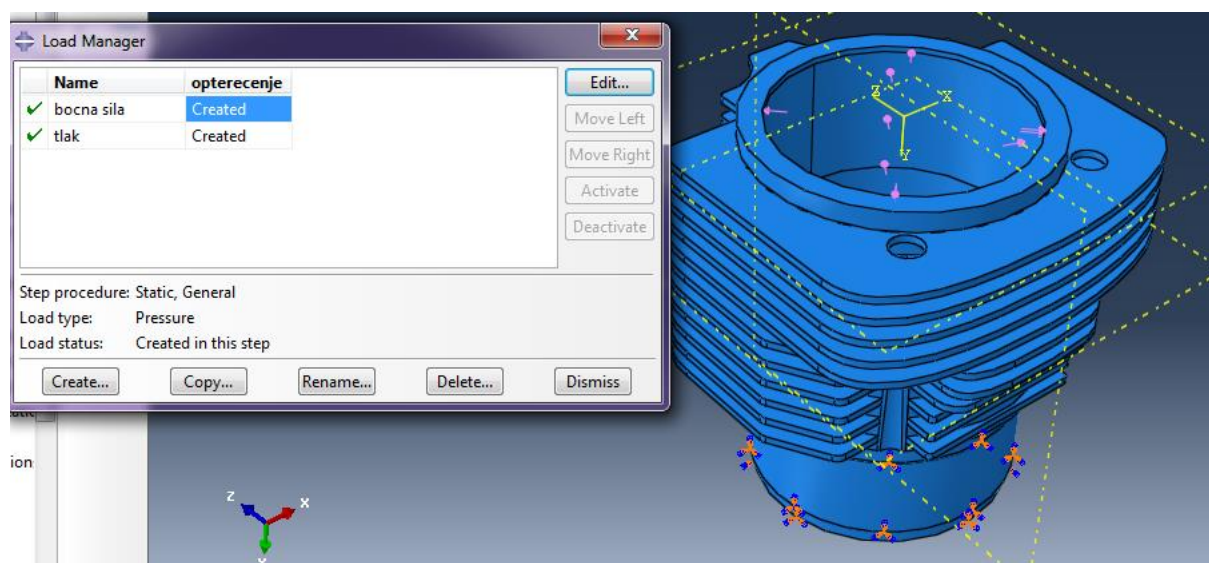 Load Manager
Name opterecenje
bocna sila Created
tlak Created
Edit...
Move Left
Move Right
Activate
Deactivate
Step procedure: Static, General
Load type: Pressure
Load status: Created in this step
Create... Copy... Rename... Delete... Dismiss
ion
Z X
Y
Z X
Y